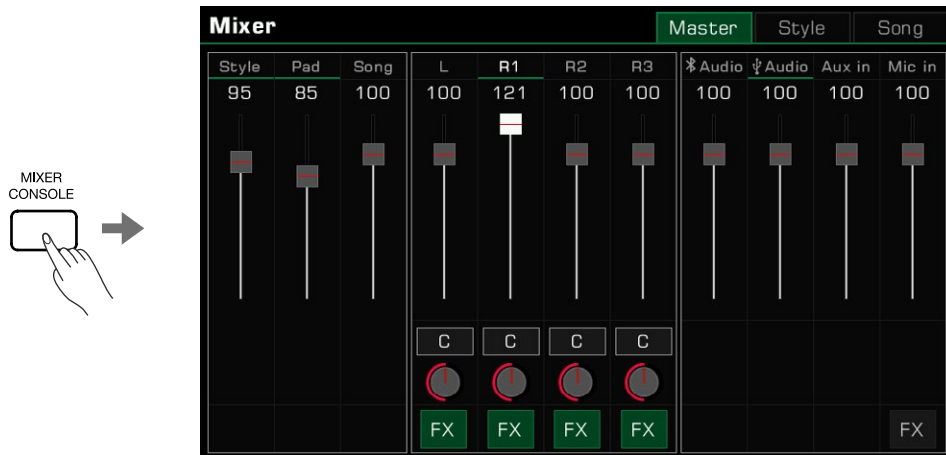 MIXER
CONSOLE
Mixer
Master Style Song
Style Pad Song L R1 R2 R3 Audio Audio Aux in Mic in
95 85 100 100 121 100 100 100 100 100 100
C C C C
FX FX FX FX FX